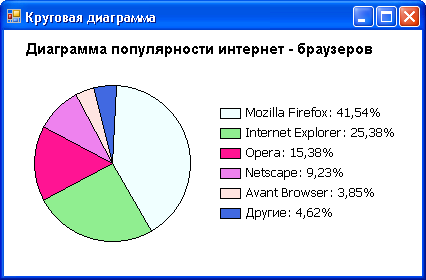 Круговая диаграмма
Диаграмма популярности интернет - браузеров
Mozilla Firefox: 41,54%
Internet Explorer: 25,38%
Opera: 15,38%
Netscape: 9,23%
Avant Browser: 3,85%
Другие: 4,62%